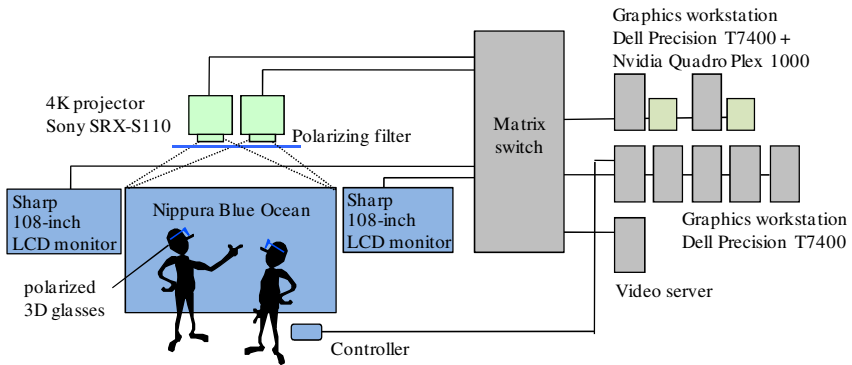 Graphics workstation
Dell Precision T7400 +
Nvidia Quadro Plex 1000
4K projector
Sony SRX-S110
Polarizing filter
Matrix
switch
Sharp
108-inch
LCD monitor
Nippura Blue Ocean
Sharp
108-inch
LCD monitor
Graphics workstation
Dell Precision T7400
polarized
3D glasses
Video server
Controller